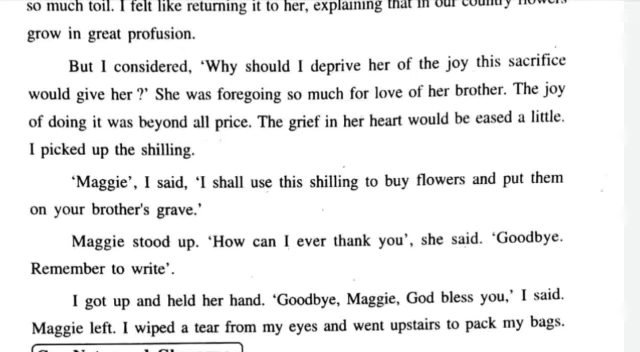 so much toil. I felt like returning it to her, explaining that in our country flowers
grow in great profusion.
But I considered, ‘Why should I deprive her of the joy this sacrifice
would give her ?’ She was foregoing so much for love of her brother. The joy
of doing it was beyond all price. The grief in her heart would be eased a little.
I picked up the shilling.
‘Maggie’, I said, ‘I shall use this shilling to buy flowers and put them
on your brother's grave.’
Maggie stood up. ‘How can I ever thank you’, she said. ‘Goodbye.
Remember to write’.
I got up and held her hand. ‘Goodbye, Maggie, God bless you,’ I said.
Maggie left. I wiped a tear from my eyes and went upstairs to pack my bags.